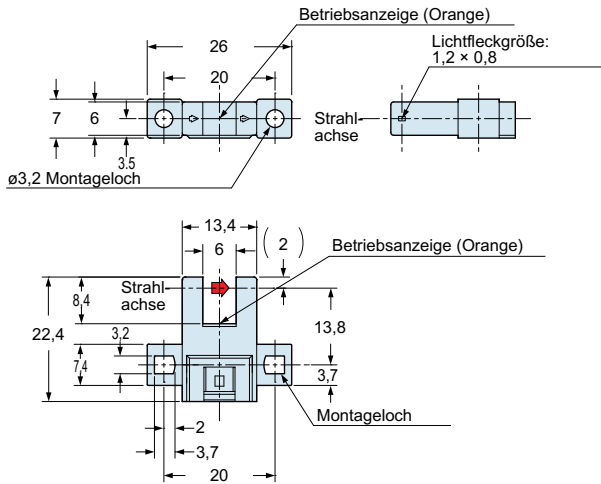 Betriebsanzeige (Orange)
26
Lichtfleckgröße:
1,2 × 0,8
20
7
6
Strahl-
achse
3.5
ø3,2 Montageloch
13,4
6
( 2 )
Betriebsanzeige (Orange)
Strahl-
achse
8,4
22,4
3,2
13,8
7,4
3,7
Montageloch
2
3,7
20